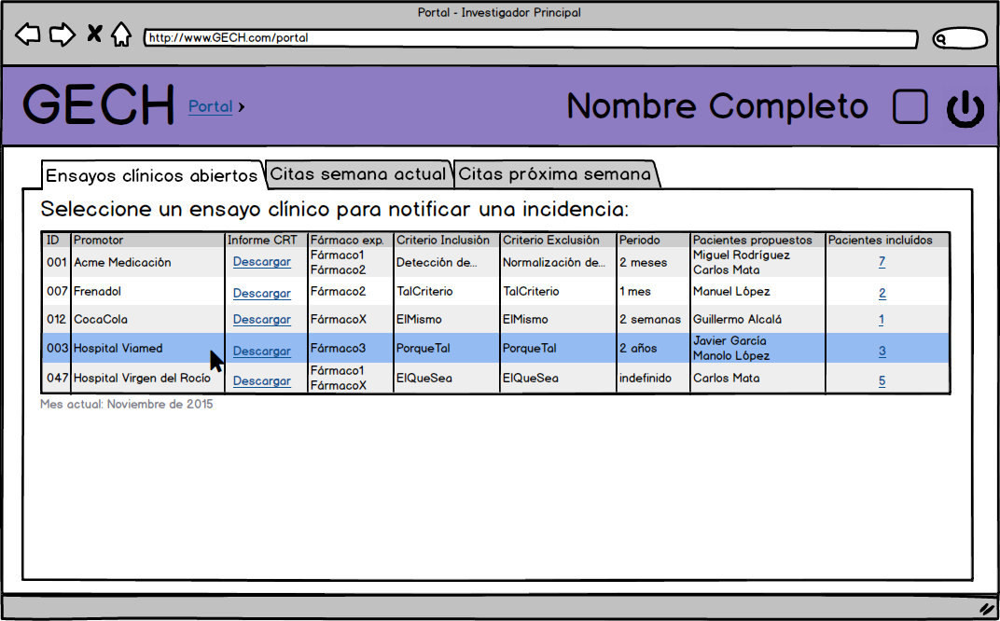 Portal - Investigador Principal
http://www.GECH.com/portal
GECH Portal > Nombre Completo
Ensayos clínicos abiertos Citas semana actual Citas próxima semana
Seleccione un ensayo clínico para notificar una incidencia:
ID Promotor Informe CRT Fármaco exp. Criterio Inclusión Criterio Exclusión Periodo Pacientes propuestos Pacientes incluídos
001 Acme Medicación Descargar Fármaco1 Fármaco2 Detección de... Normalización de... 2 meses Miguel Rodríguez Carlos Mata 7
007 Frenadol Descargar Fármaco2 TalCriterio TalCriterio 1 mes Manuel López 2
012 CocaCola Descargar FármacoX ElMismo ElMismo 2 semanas Guillermo Alcalá 1
003 Hospital Viamed Descargar Fármaco3 PorqueTal PorqueTal 2 años Javier García Manolo López 3
047 Hospital Virgen del Rocío Descargar Fármaco1 FármacoX ElQueSea ElQueSea indefinido Carlos Mata 5
Mes actual: Noviembre de 2015